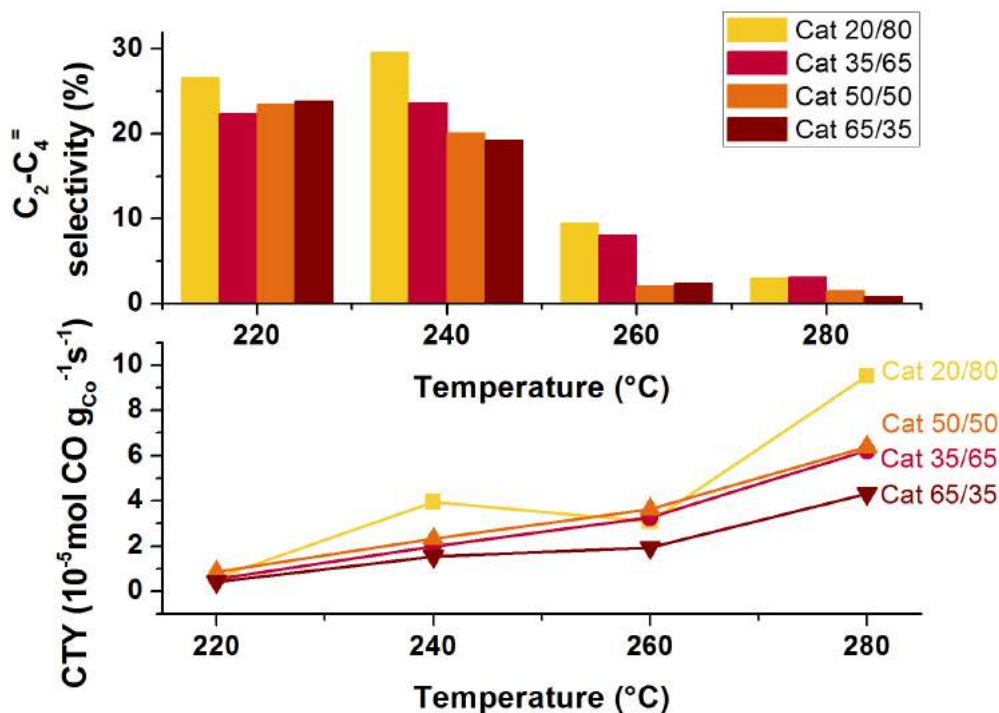 Cat 20/80
Cat 35/65
Cat 50/50
Cat 65/35
C₂-C₄⁼
selectivity (%)
30
20
10
0
220 240 260 280
Temperature (°C)
CTY (10⁻⁵mol CO g_Co⁻¹s⁻¹)
10
8
6
4
2
0
Cat 20/80
Cat 50/50
Cat 35/65
Cat 65/35
220 240 260 280
Temperature (°C)